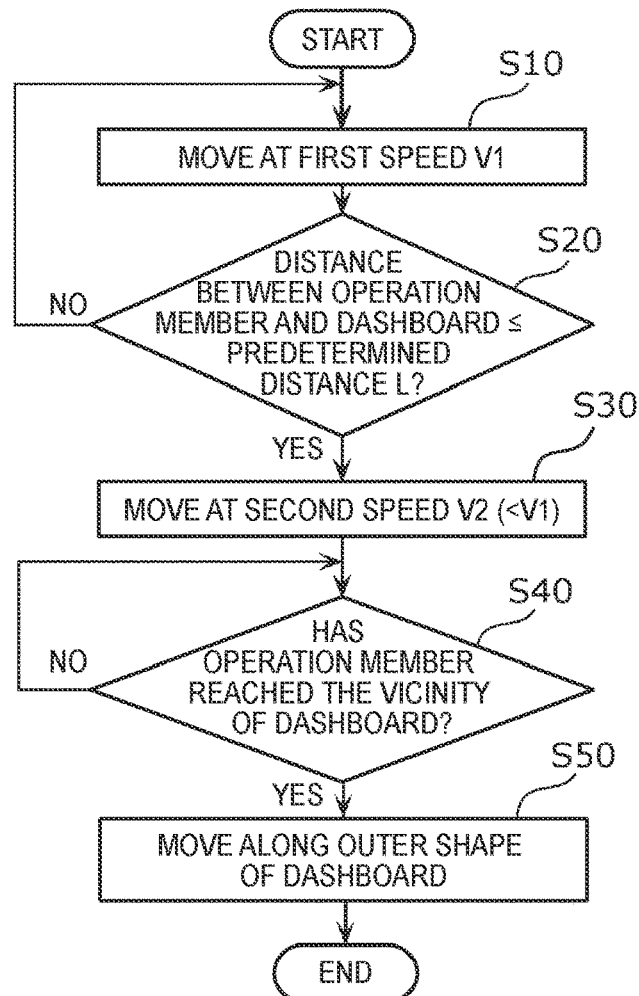 START
S10
MOVE AT FIRST SPEED V1
S20
DISTANCE
BETWEEN OPERATION
MEMBER AND DASHBOARD ≤
PREDETERMINED
DISTANCE L?
NO
YES
S30
MOVE AT SECOND SPEED V2 (<V1)
S40
HAS
OPERATION MEMBER
REACHED THE VICINITY
OF DASHBOARD?
NO
YES
S50
MOVE ALONG OUTER SHAPE
OF DASHBOARD
END